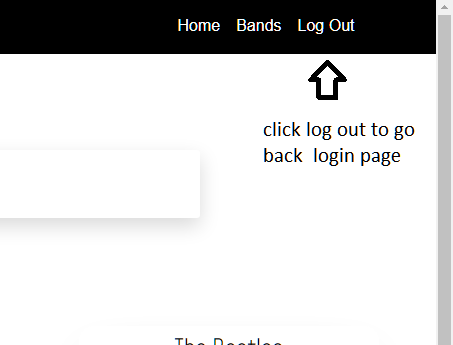 Home Bands Log Out
click log out to go
back login page
The Beatles